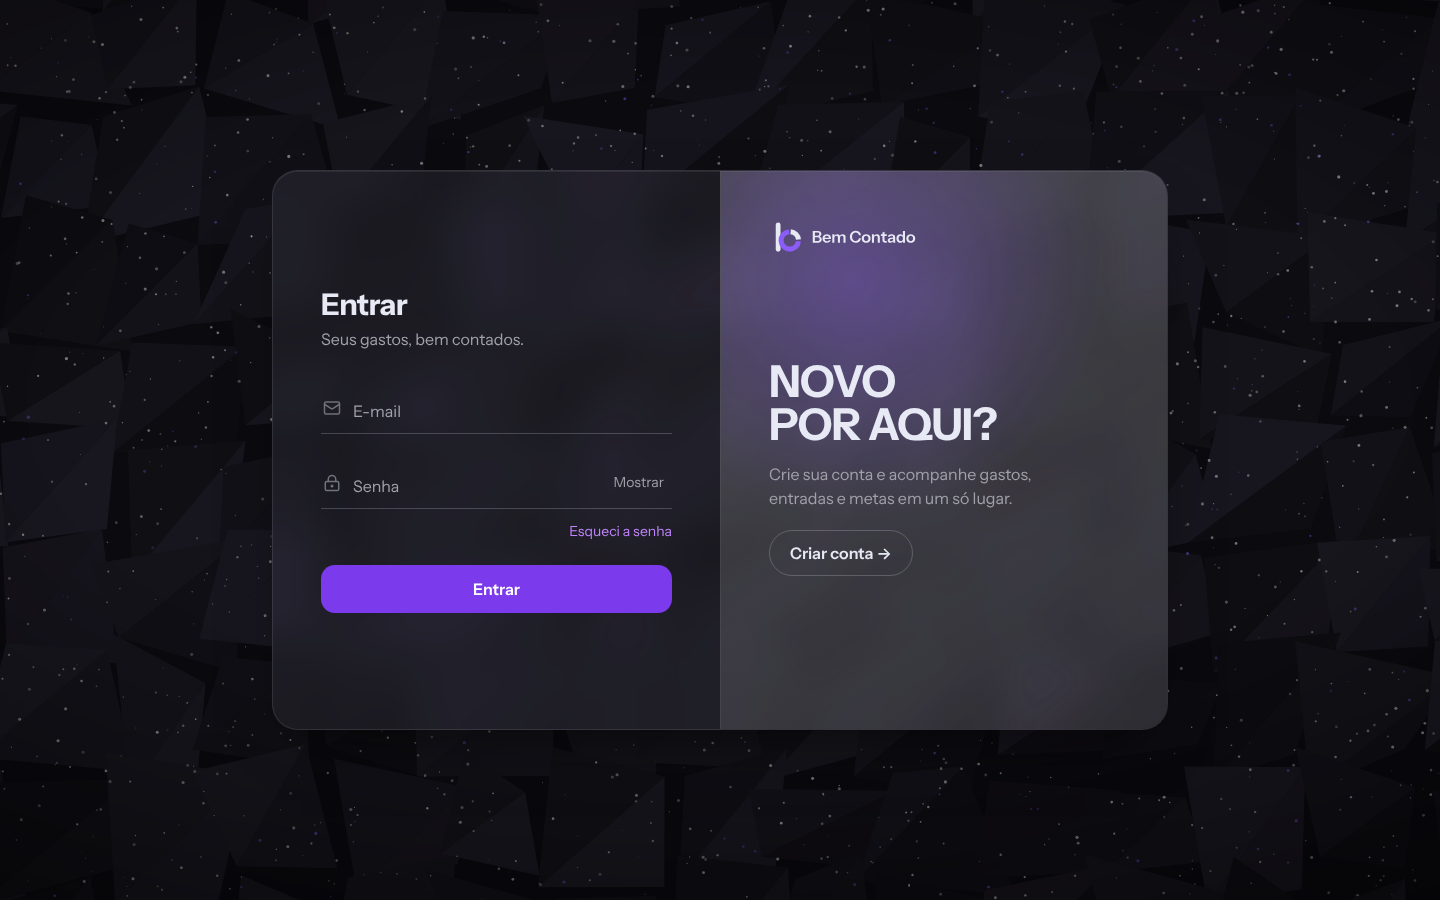 Entrar
Seus gastos, bem contados.
E-mail
Senha
Mostrar
Esqueci a senha
Entrar
Bem Contado
NOVO
POR AQUI?
Crie sua conta e acompanhe gastos,
entradas e metas em um só lugar.
Criar conta →